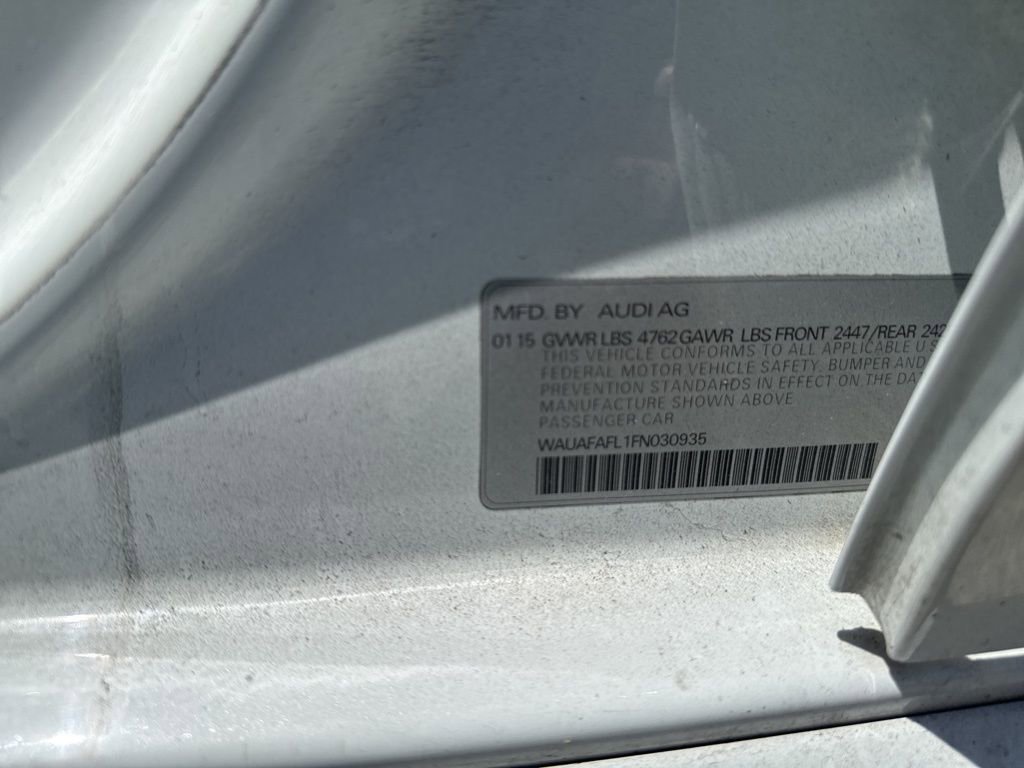 MFD. BY AUDI AG
01 15 GVWR LBS 4762 GAWR LBS FRONT 2447/REAR 242
THIS VEHICLE CONFORMS TO ALL APPLICABLE U.S
FEDERAL MOTOR VEHICLE SAFETY, BUMPER AND
PREVENTION STANDARDS IN EFFECT ON THE DA
MANUFACTURE SHOWN ABOVE
PASSENGER CAR
WAUAFAFL1FN030935